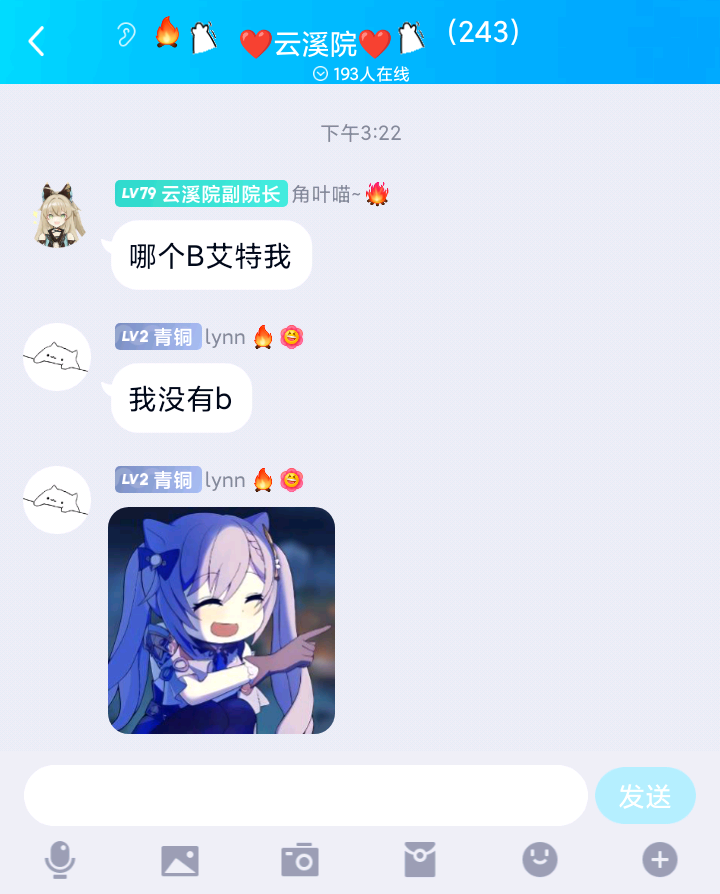 ❤️云溪院❤️ (243)
193人在线
下午3:22
LV79 云溪院副院长 角叶喵~🔥
哪个B艾特我
LV2 青铜 lynn
我没有b
LV2 青铜 lynn
发送